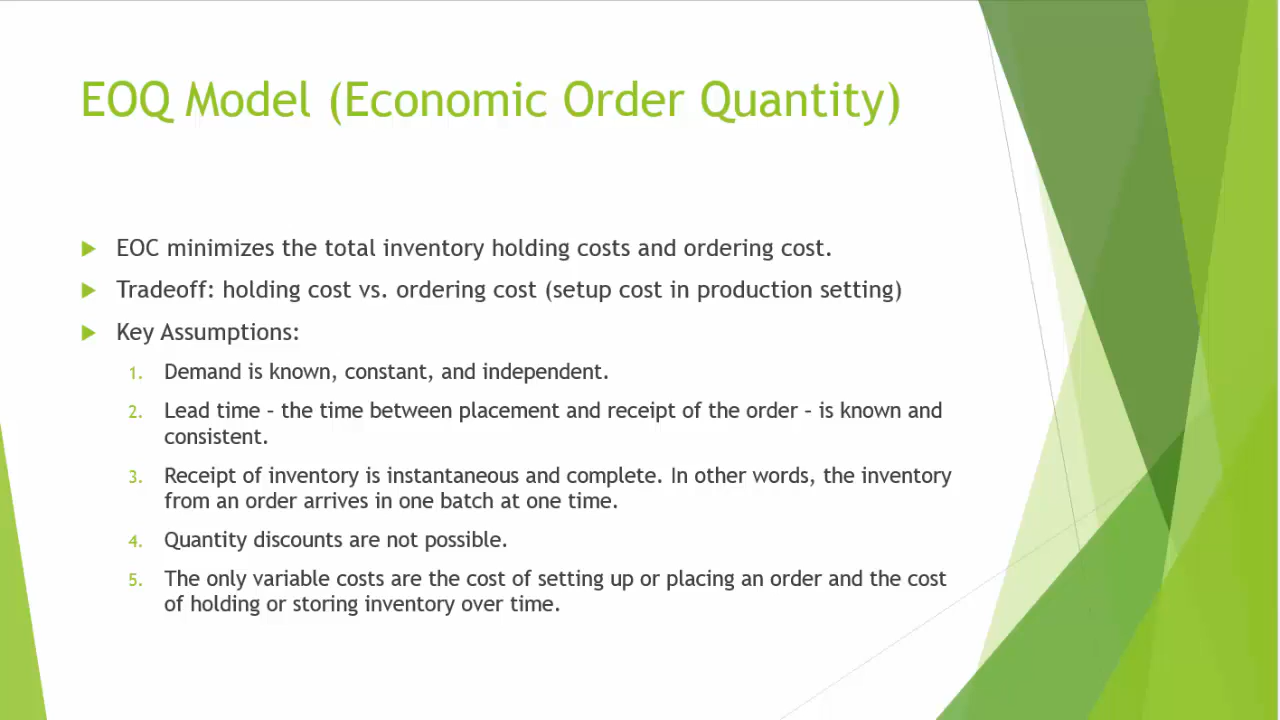 EOQ Model (Economic Order Quantity)
EOC minimizes the total inventory holding costs and ordering cost.
Tradeoff: holding cost vs. ordering cost (setup cost in production setting)
Key Assumptions:
1. Demand is known, constant, and independent.
2. Lead time – the time between placement and receipt of the order – is known and
consistent.
3. Receipt of inventory is instantaneous and complete. In other words, the inventory
from an order arrives in one batch at one time.
4. Quantity discounts are not possible.
5. The only variable costs are the cost of setting up or placing an order and the cost
of holding or storing inventory over time.